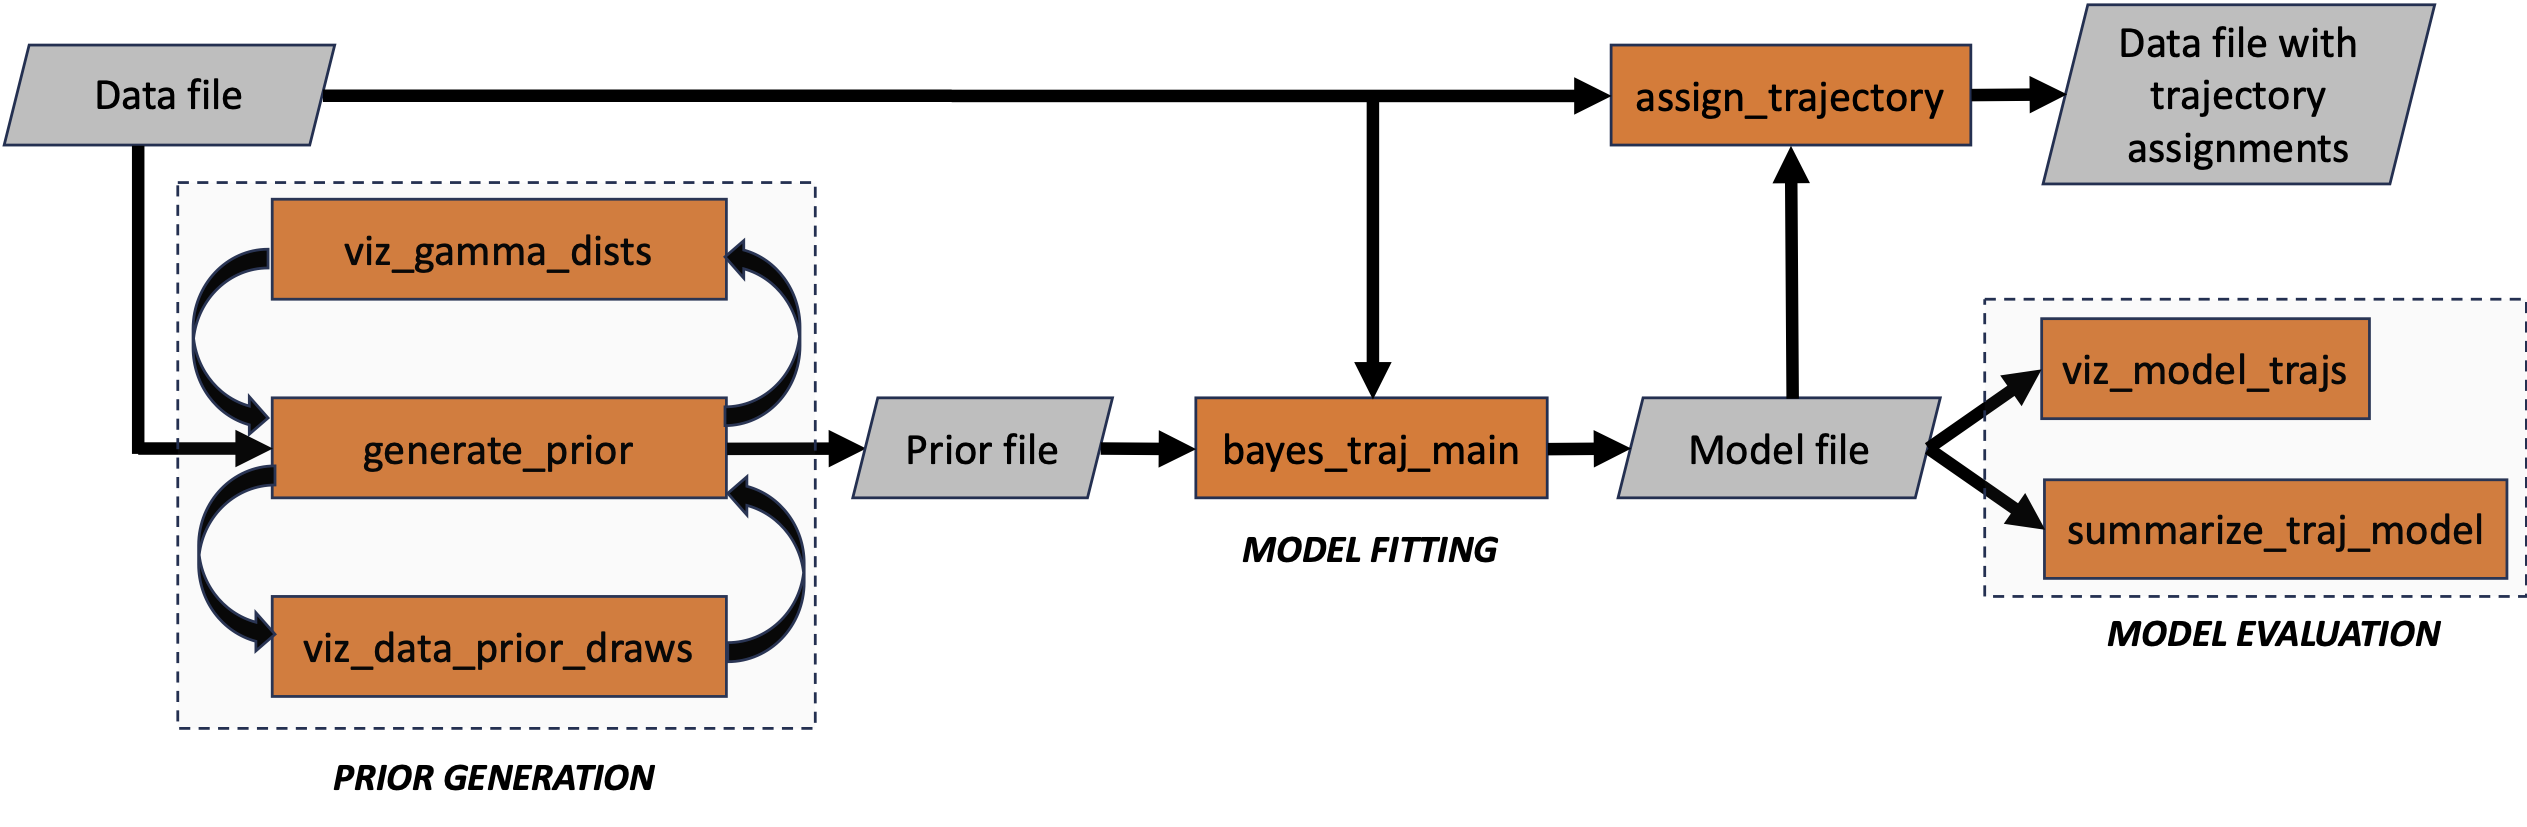 Data file
assign_trajectory
Data file with
trajectory
assignments
viz_gamma_dists
generate_prior
viz_data_prior_draws
PRIOR GENERATION
Prior file
bayes_traj_main
MODEL FITTING
Model file
viz_model_trajs
summarize_traj_model
MODEL EVALUATION